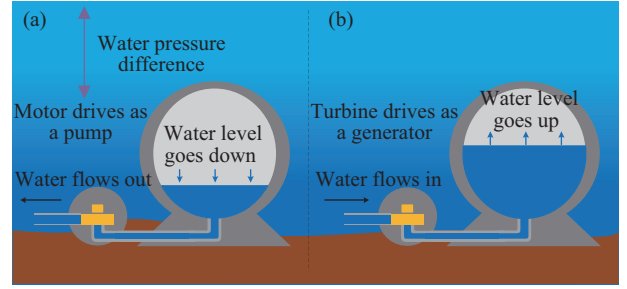 (a)
Water pressure
difference
Motor drives as
a pump
Water level
goes down
Water flows out
(b)
Turbine drives as
a generator
Water level
goes up
Water flows in